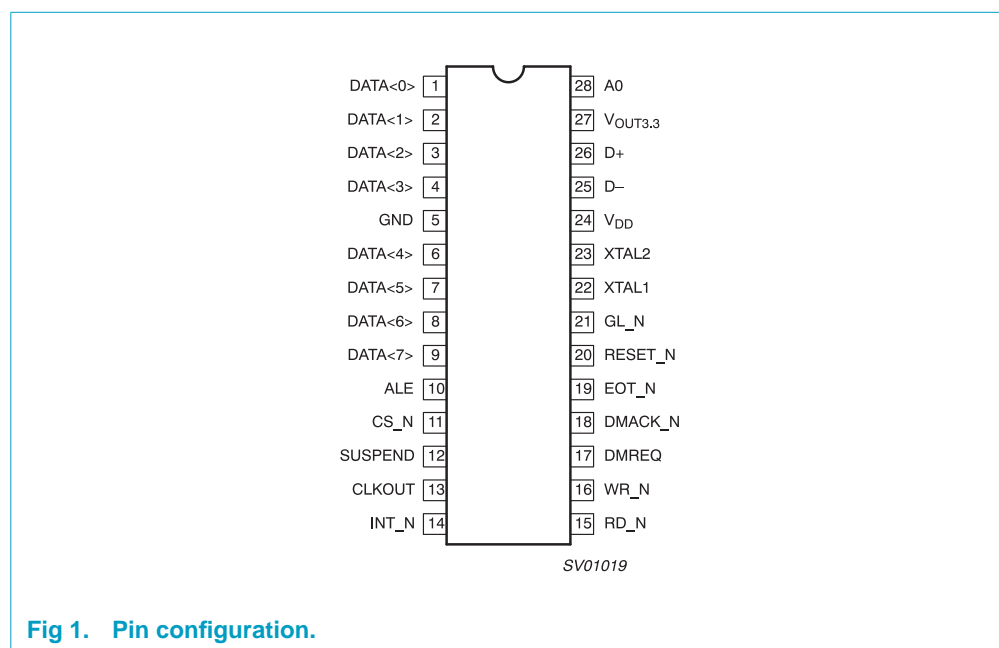 DATA<0> 1 28 A0
DATA<1> 2 27 VOUT3.3
DATA<2> 3 26 D+
DATA<3> 4 25 D–
GND 5 24 VDD
DATA<4> 6 23 XTAL2
DATA<5> 7 22 XTAL1
DATA<6> 8 21 GL_N
DATA<7> 9 20 RESET_N
ALE 10 19 EOT_N
CS_N 11 18 DMACK_N
SUSPEND 12 17 DMREQ
CLKOUT 13 16 WR_N
INT_N 14 15 RD_N
SV01019
Fig 1. Pin configuration.